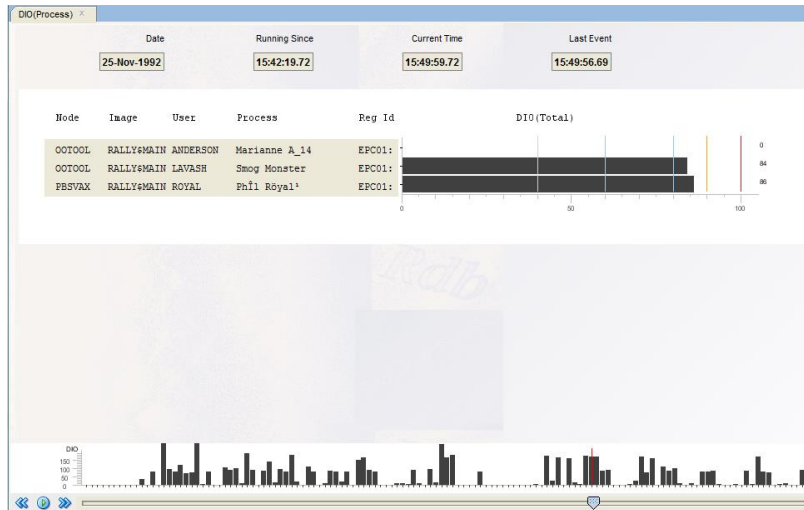 DIO(Process)
Date Running Since Current Time Last Event
25-Nov-1992 15:42:19.72 15:49:59.72 15:49:56.69
Node Image User Process Reg Id DIO(Total)
OOTOOL RALLY$MAIN ANDERSON Marianne A_14 EPC01: 0
OOTOOL RALLY$MAIN LAVASH Smog Monster EPC01: 84
PBSVAX RALLY$MAIN ROYAL PhÎl Röyal¹ EPC01: 86
0 50 100
Rdb
DIO
150
100
50
0